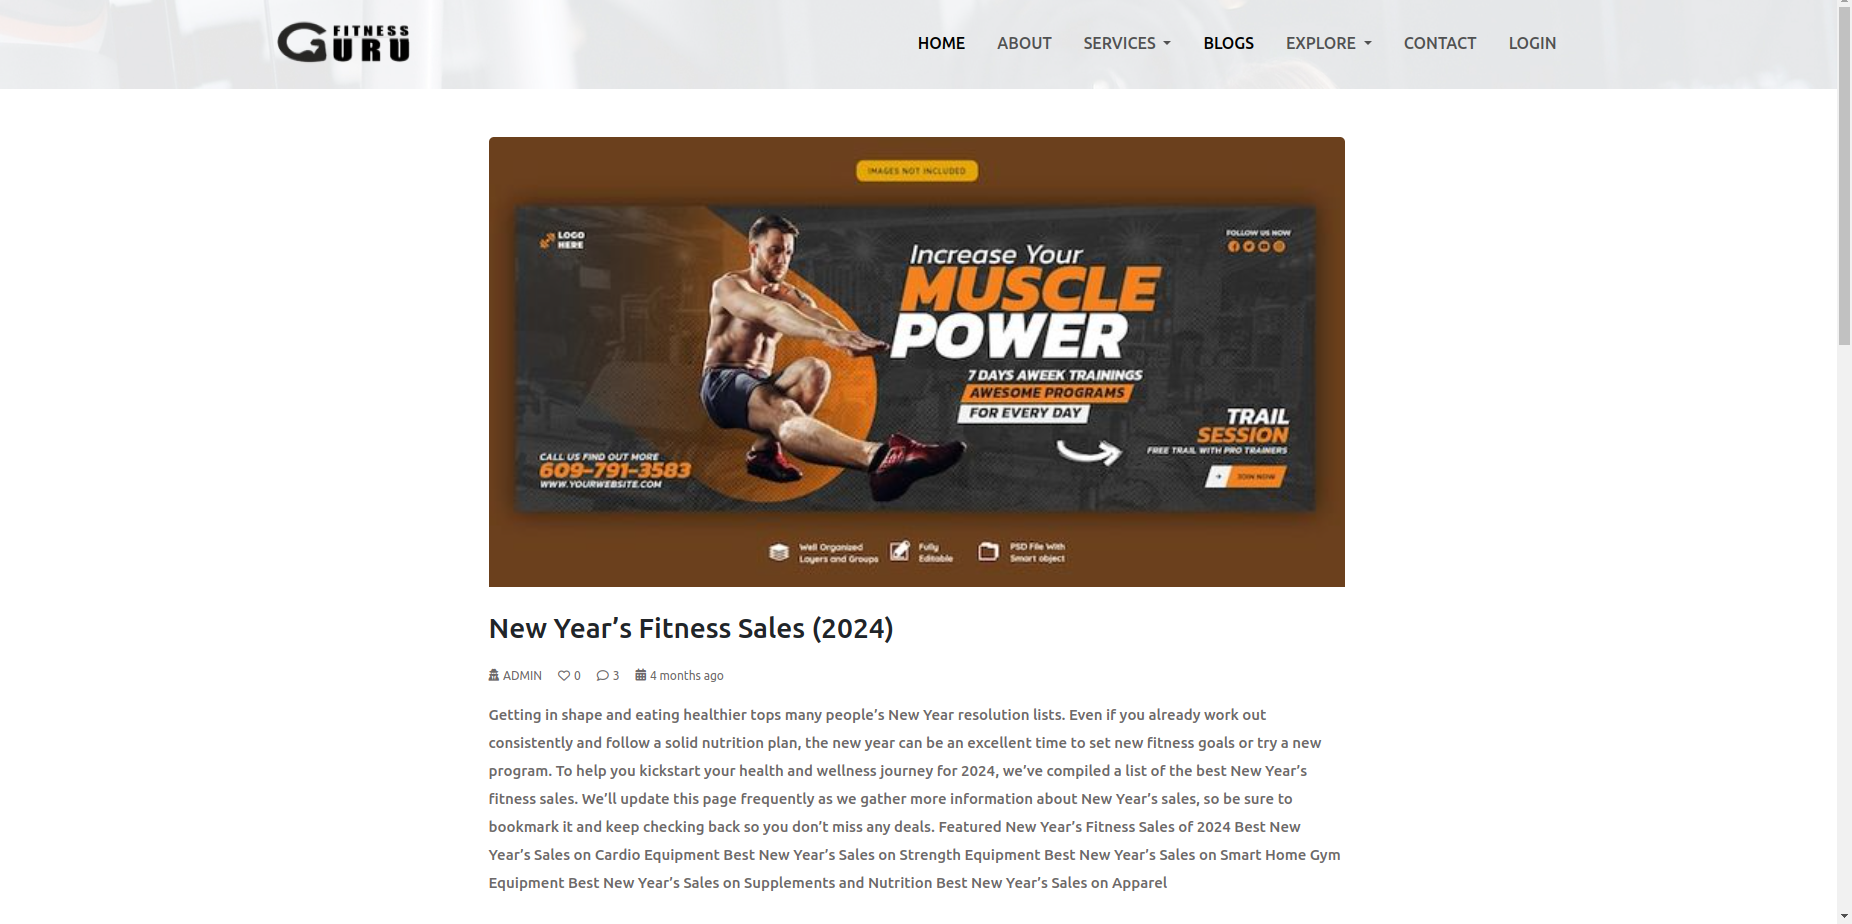 FITNESS
GURU
HOME ABOUT SERVICES BLOGS EXPLORE CONTACT LOGIN
IMAGES NOT INCLUDED
LOGO
HERE
FOLLOW US NOW
Increase Your
MUSCLE
POWER
7 DAYS AWEEK TRAININGS
AWESOME PROGRAMS
FOR EVERY DAY
TRAIL
SESSION
FREE TRAIL WITH PRO TRAINERS
JOIN NOW
CALL US FIND OUT MORE
609-791-3583
WWW.YOURWEBSITE.COM
Well Organized
Layers and Groups
Fully
Editable
PSD File With
Smart object
New Year’s Fitness Sales (2024)
ADMIN 0 3 4 months ago
Getting in shape and eating healthier tops many people’s New Year resolution lists. Even if you already work out
consistently and follow a solid nutrition plan, the new year can be an excellent time to set new fitness goals or try a new
program. To help you kickstart your health and wellness journey for 2024, we’ve compiled a list of the best New Year’s
fitness sales. We’ll update this page frequently as we gather more information about New Year’s sales, so be sure to
bookmark it and keep checking back so you don’t miss any deals. Featured New Year’s Fitness Sales of 2024 Best New
Year’s Sales on Cardio Equipment Best New Year’s Sales on Strength Equipment Best New Year’s Sales on Smart Home Gym
Equipment Best New Year’s Sales on Supplements and Nutrition Best New Year’s Sales on Apparel